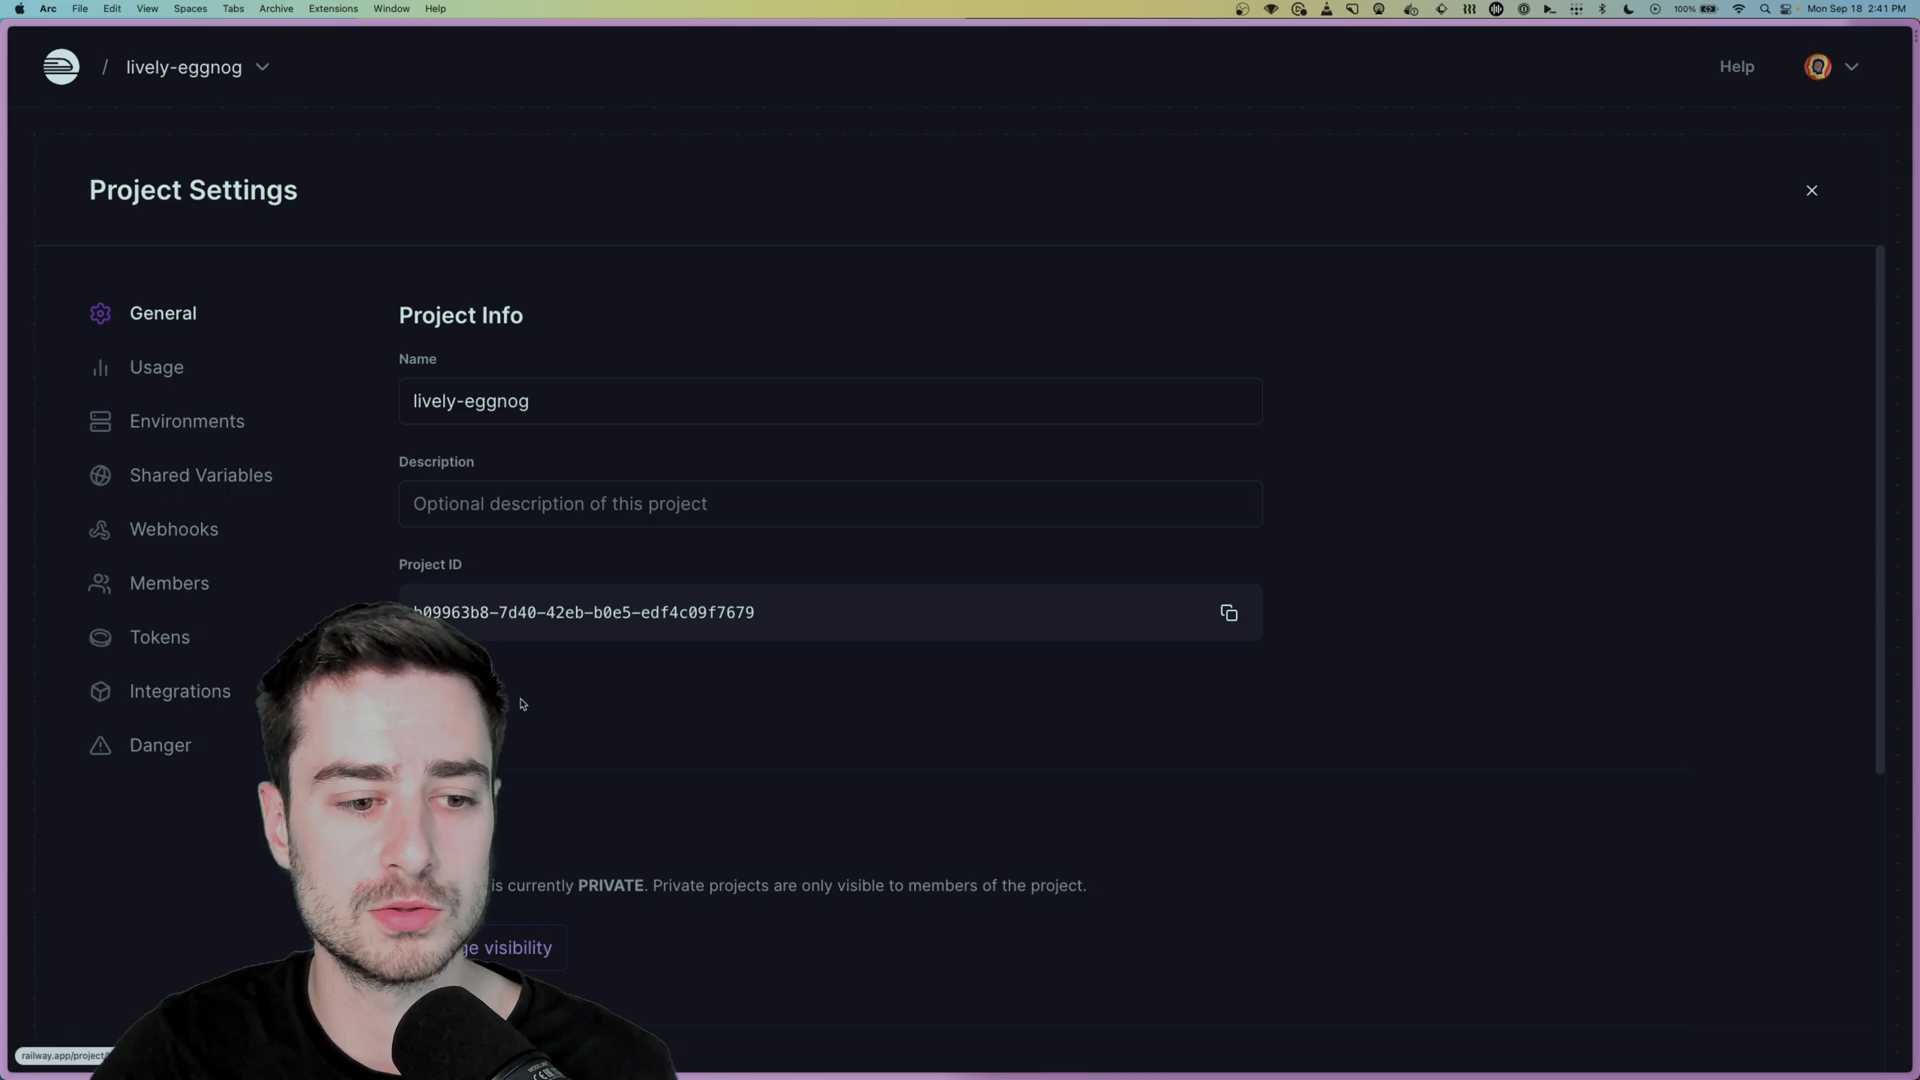 Arc File Edit View Spaces Tabs Archive Extensions Window Help 100% Mon Sep 18 2:41 PM
/ lively-eggnog Help
Project Settings
General
Usage
Environments
Shared Variables
Webhooks
Members
Tokens
Integrations
Danger
Project Info
Name
lively-eggnog
Description
Optional description of this project
Project ID
b09963b8-7d40-42eb-b0e5-edf4c09f7679
is currently PRIVATE. Private projects are only visible to members of the project.
visibility
railway.app/project/